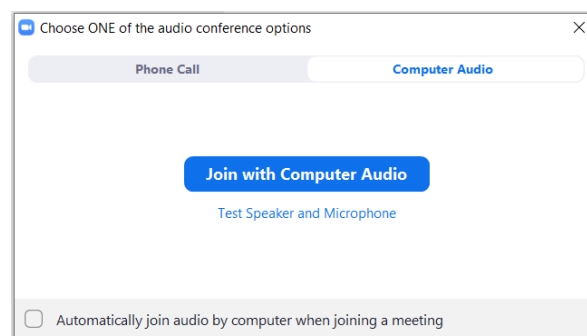 Choose ONE of the audio conference options
Phone Call
Computer Audio
Join with Computer Audio
Test Speaker and Microphone
Automatically join audio by computer when joining a meeting